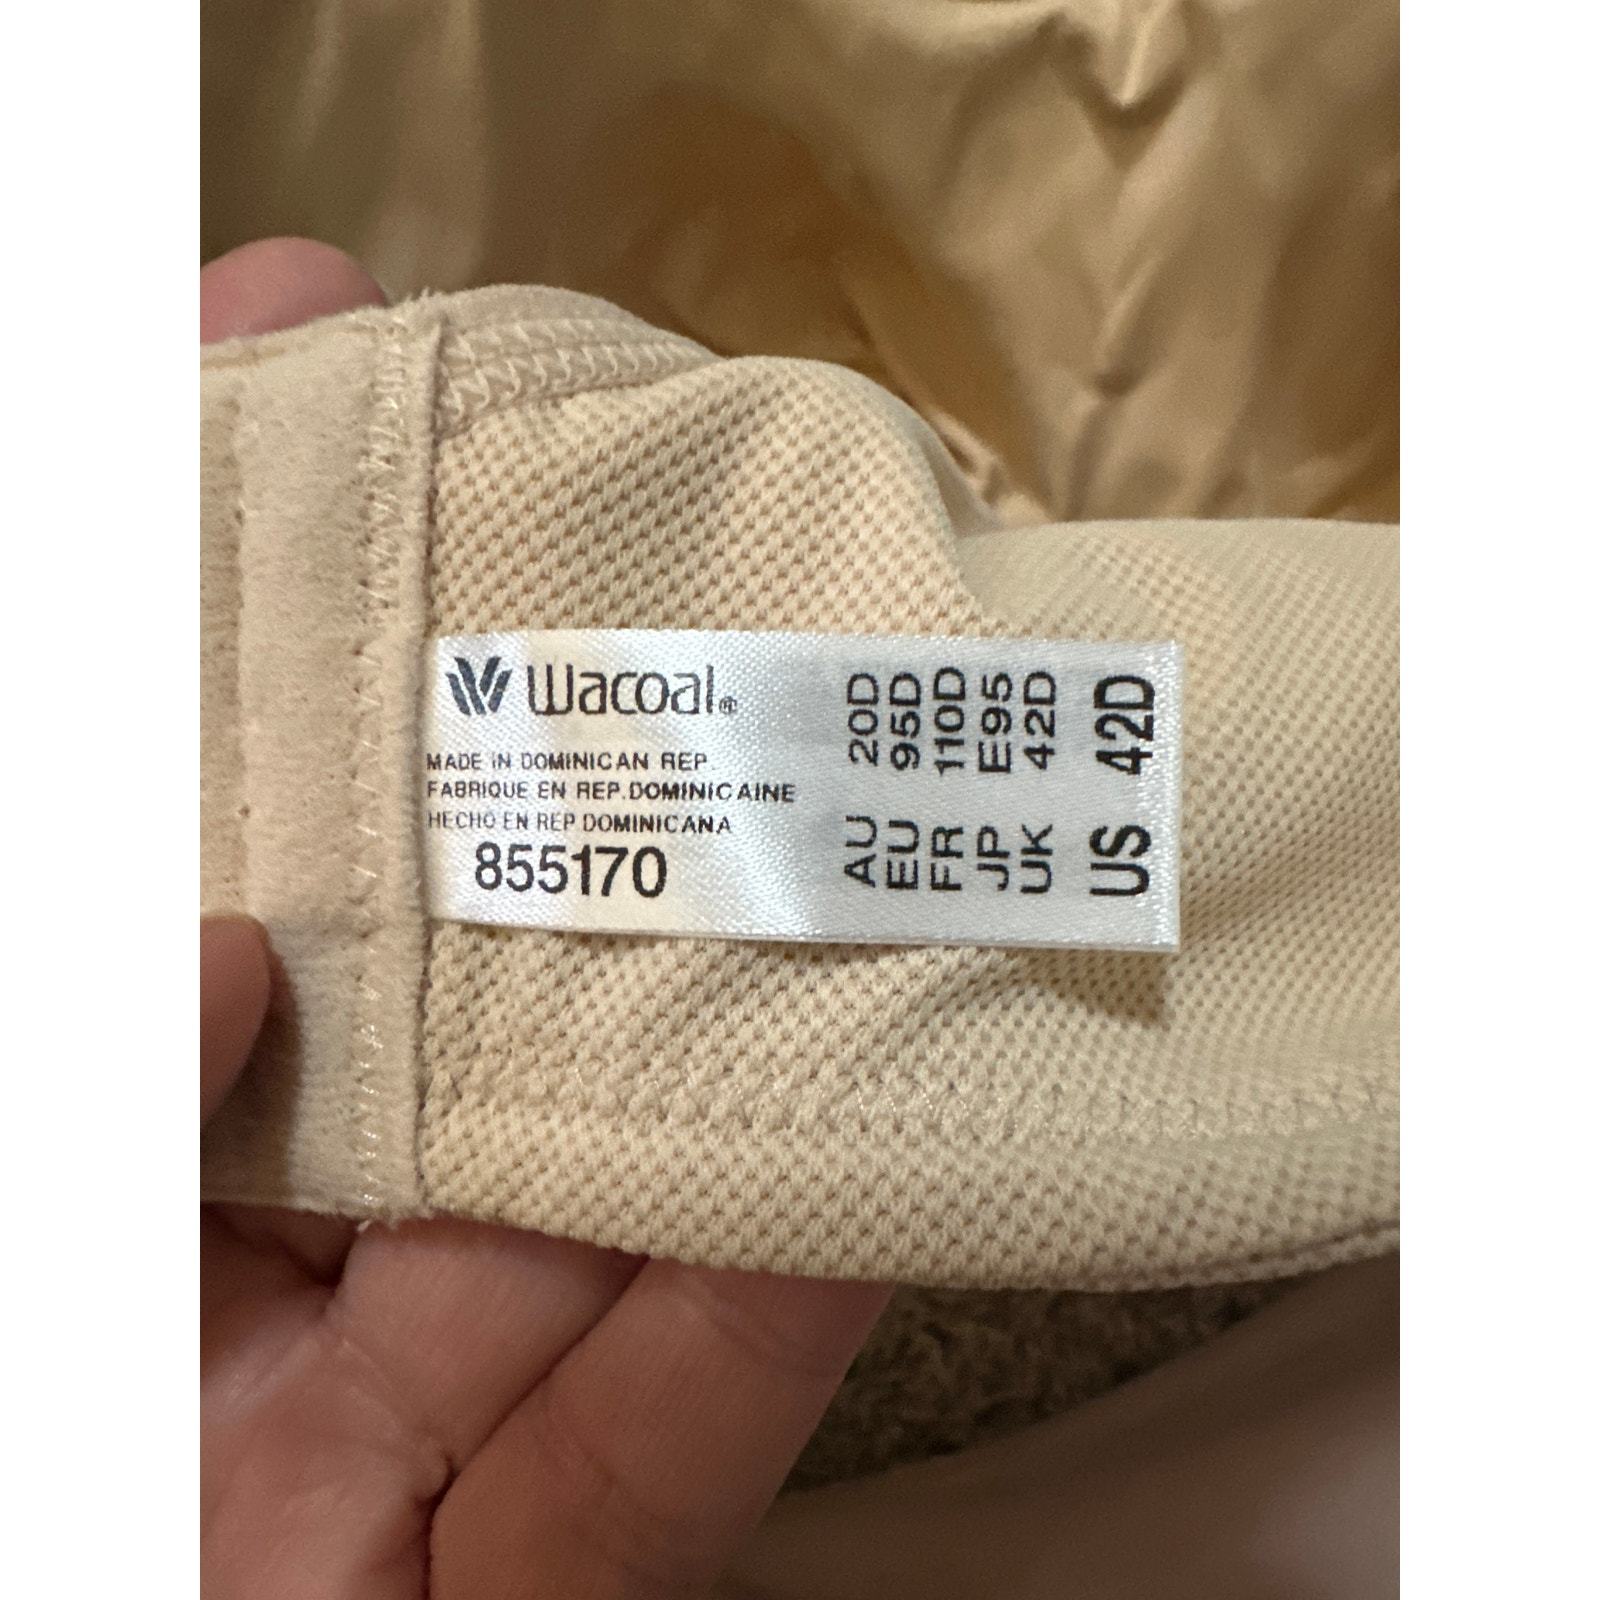 Wacoal®
MADE IN DOMINICAN REP.
FABRIQUE EN REP.DOMINICAINE
HECHO EN REP DOMINICANA
855170
AU 20D
EU 95D
FR 110D
JP E95
UK 42D
US 42D